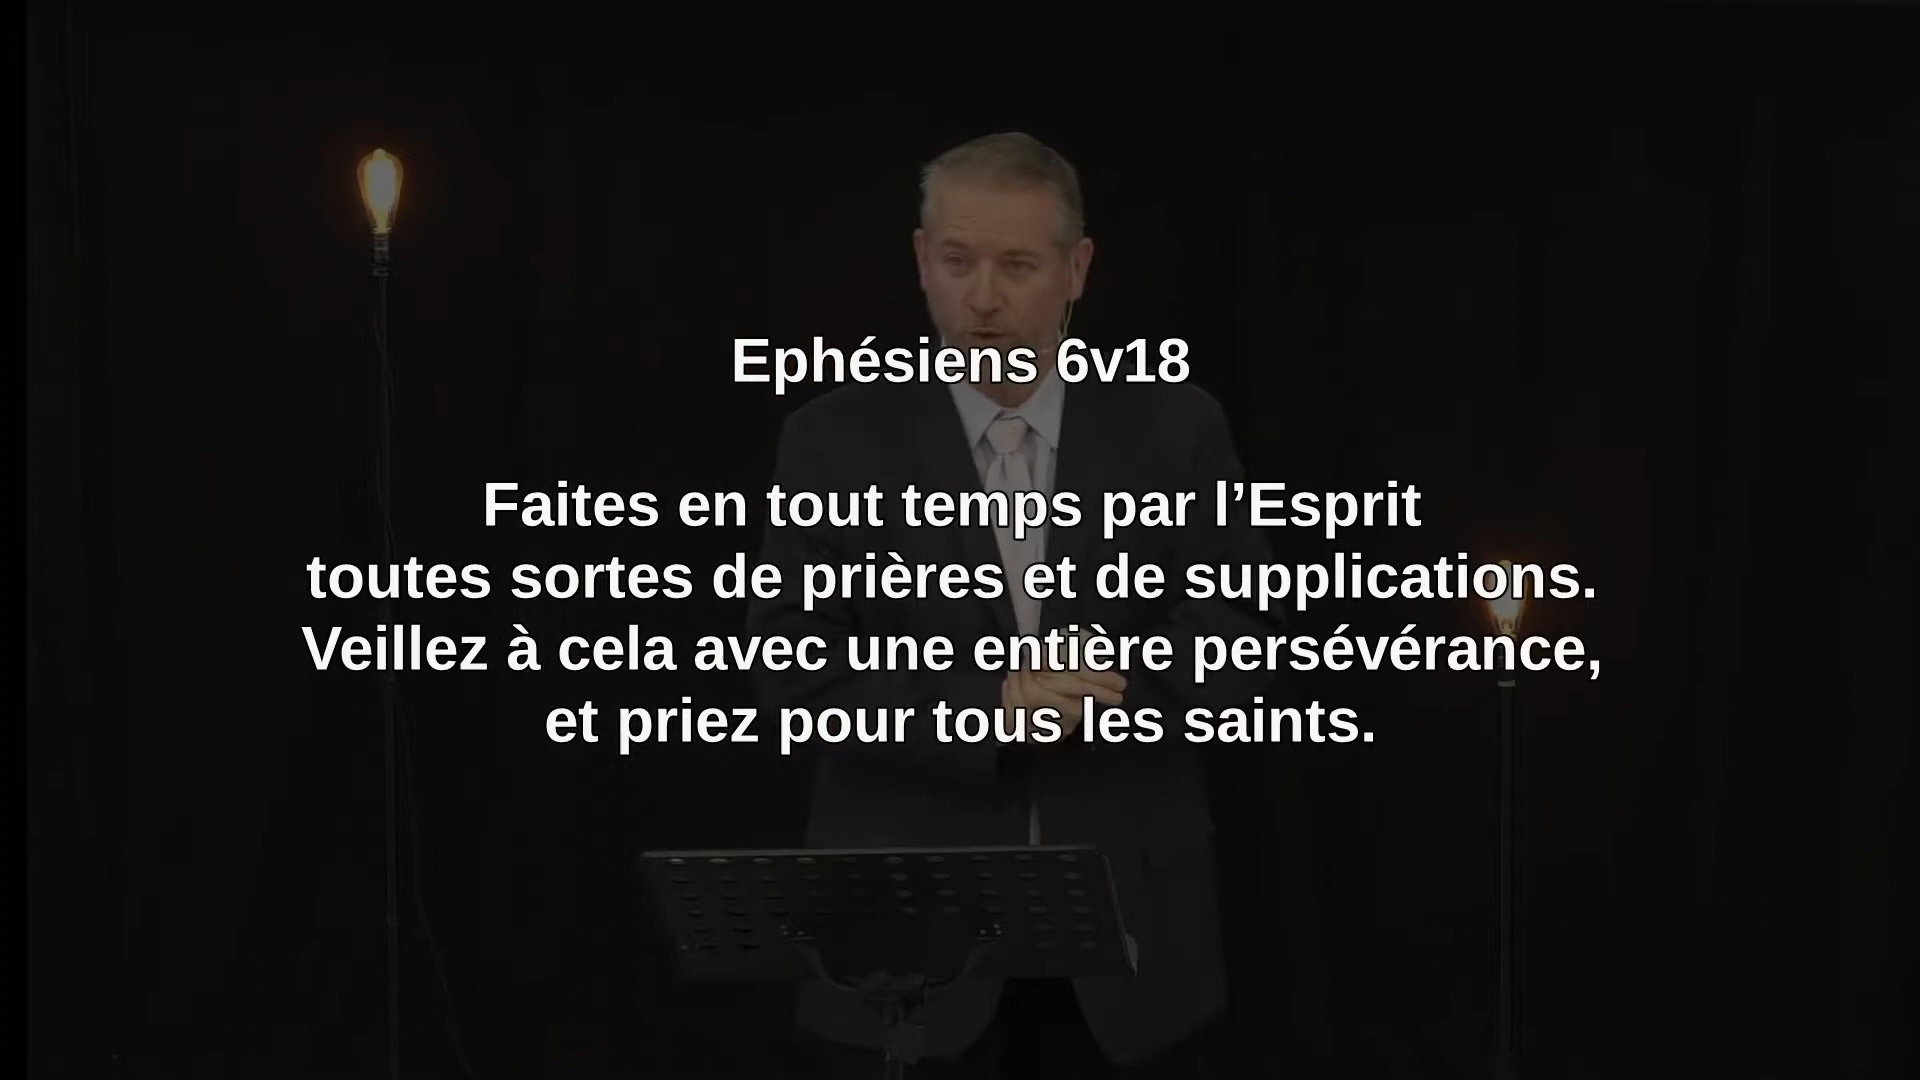 Ephésiens 6v18
Faites en tout temps par l’Esprit
toutes sortes de prières et de supplications.
Veillez à cela avec une entière persévérance,
et priez pour tous les saints.